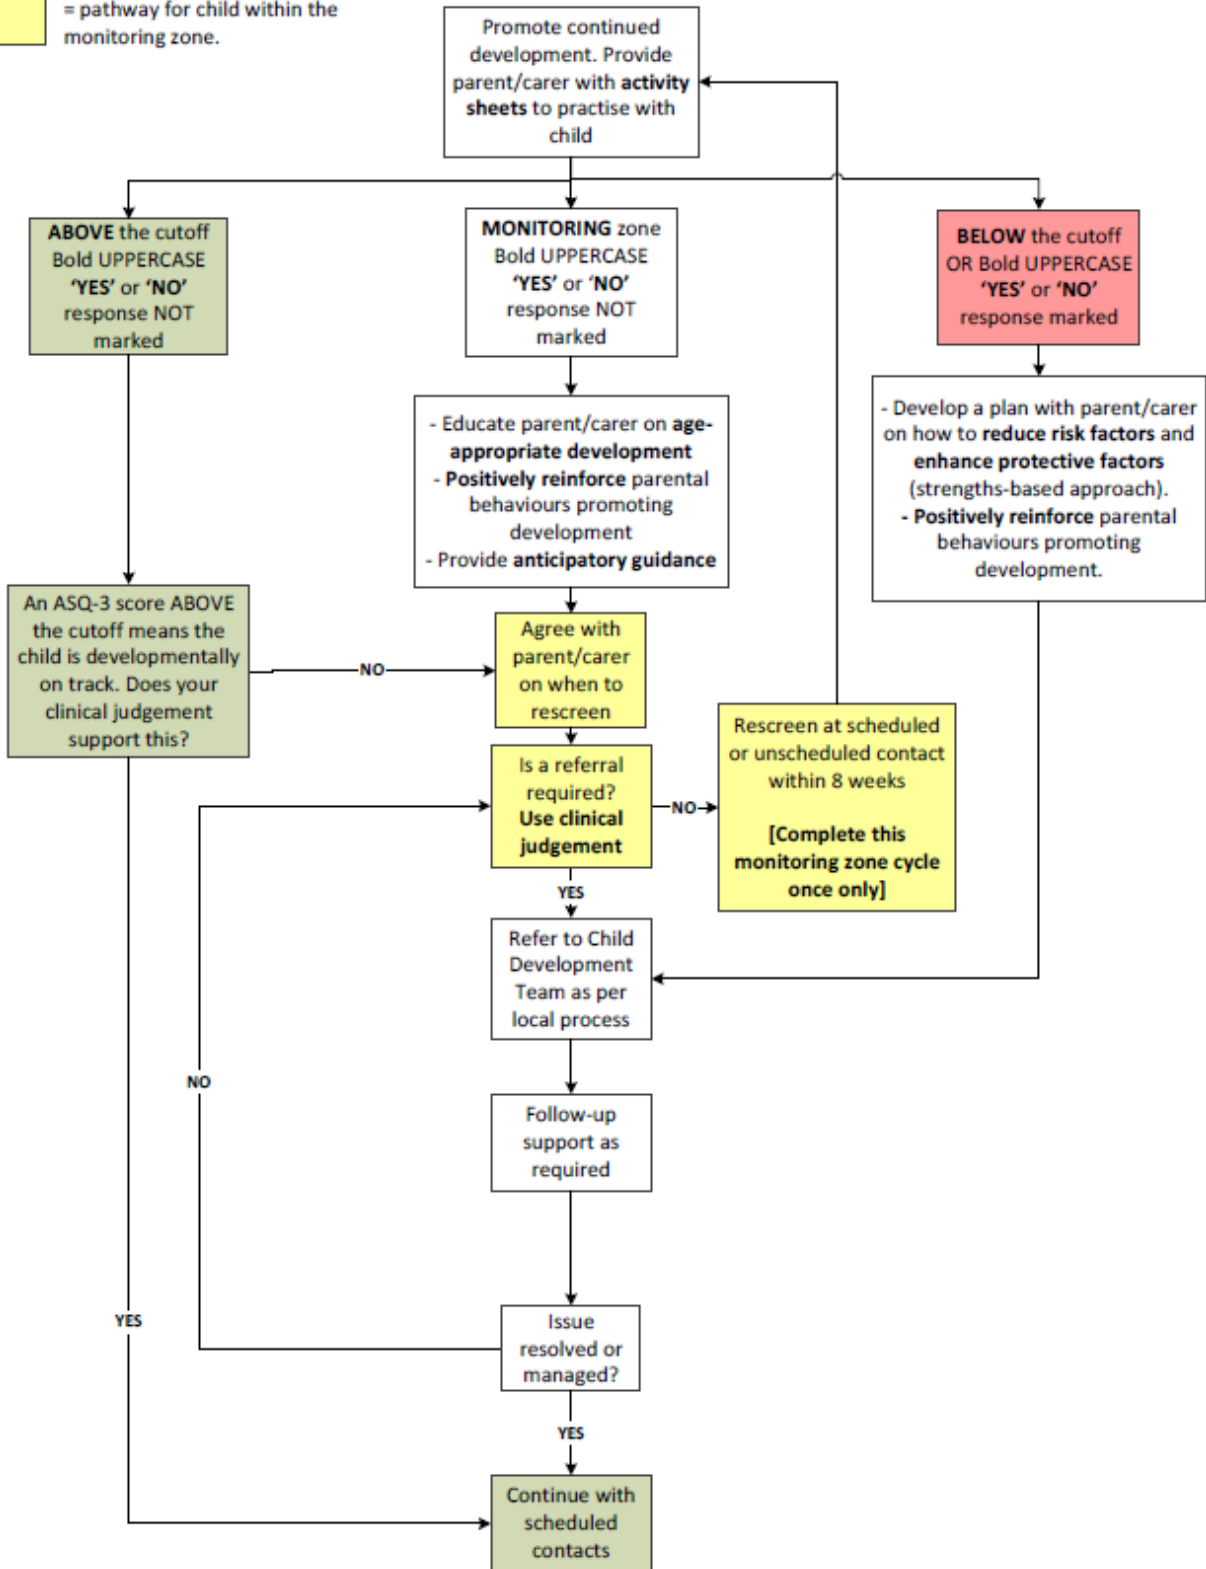 = pathway for child within the
monitoring zone.
Promote continued
development. Provide
parent/carer with activity
sheets to practise with
child
ABOVE the cutoff
Bold UPPERCASE
‘YES’ or ‘NO’
response NOT
marked
MONITORING zone
Bold UPPERCASE
‘YES’ or ‘NO’
response NOT
marked
BELOW the cutoff
OR Bold UPPERCASE
‘YES’ or ‘NO’
response marked
- Educate parent/carer on age-
appropriate development
- Positively reinforce parental
behaviours promoting
development
- Provide anticipatory guidance
- Develop a plan with parent/carer
on how to reduce risk factors and
enhance protective factors
(strengths-based approach).
- Positively reinforce parental
behaviours promoting
development.
An ASQ-3 score ABOVE
the cutoff means the
child is developmentally
on track. Does your
clinical judgement
support this?
NO
Agree with
parent/carer
on when to
rescreen
Is a referral
required?
Use clinical
judgement
NO
Rescreen at scheduled
or unscheduled contact
within 8 weeks
[Complete this
monitoring zone cycle
once only]
YES
Refer to Child
Development
Team as per
local process
NO
Follow-up
support as
required
YES
Issue
resolved or
managed?
YES
Continue with
scheduled
contacts